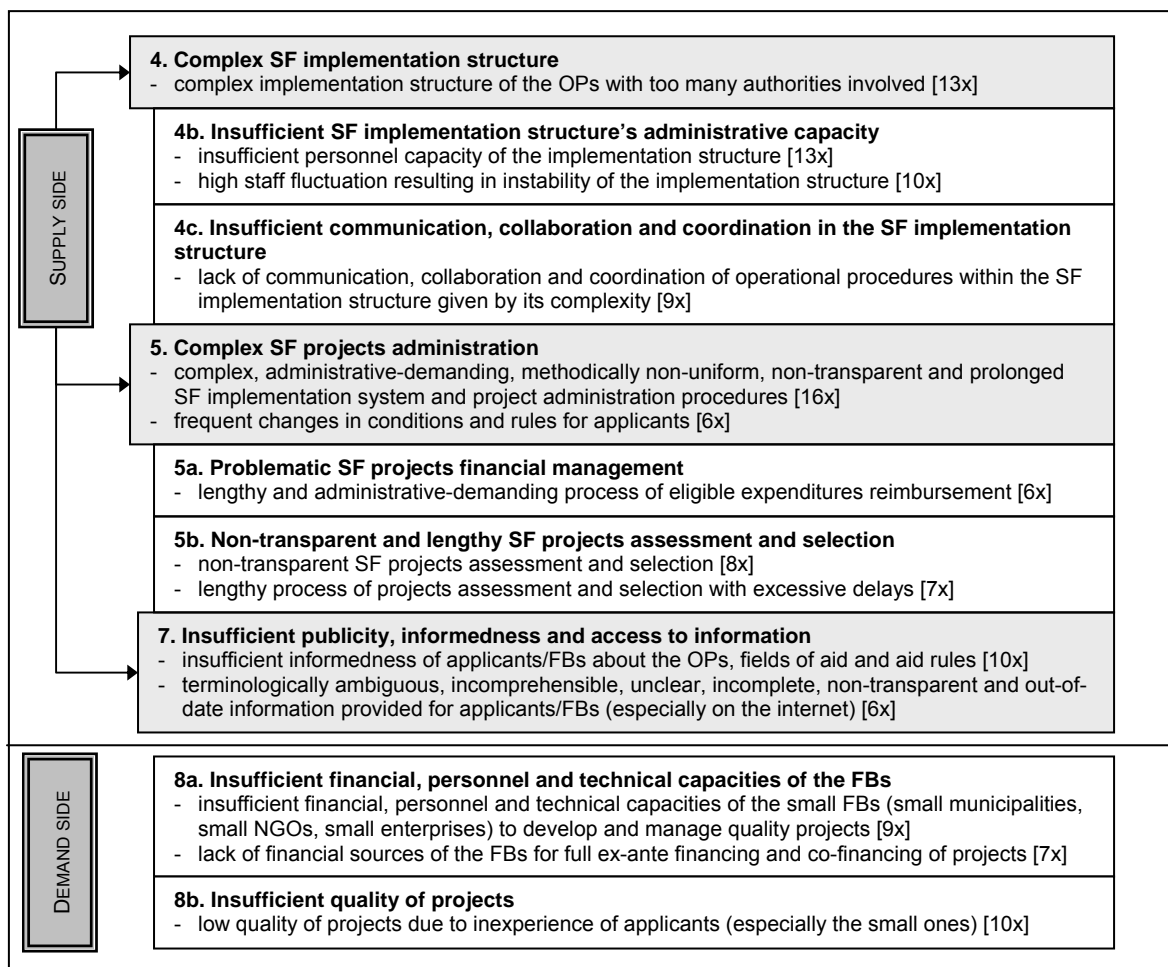 SUPPLY SIDE
4. Complex SF implementation structure
- complex implementation structure of the OPs with too many authorities involved [13x]
4b. Insufficient SF implementation structure's administrative capacity
- insufficient personnel capacity of the implementation structure [13x]
- high staff fluctuation resulting in instability of the implementation structure [10x]
4c. Insufficient communication, collaboration and coordination in the SF implementation
structure
- lack of communication, collaboration and coordination of operational procedures within the SF
implementation structure given by its complexity [9x]
5. Complex SF projects administration
- complex, administrative-demanding, methodically non-uniform, non-transparent and prolonged
SF implementation system and project administration procedures [16x]
- frequent changes in conditions and rules for applicants [6x]
5a. Problematic SF projects financial management
- lengthy and administrative-demanding process of eligible expenditures reimbursement [6x]
5b. Non-transparent and lengthy SF projects assessment and selection
- non-transparent SF projects assessment and selection [8x]
- lengthy process of projects assessment and selection with excessive delays [7x]
7. Insufficient publicity, informedness and access to information
- insufficient informedness of applicants/FBs about the OPs, fields of aid and aid rules [10x]
- terminologically ambiguous, incomprehensible, unclear, incomplete, non-transparent and out-of-
date information provided for applicants/FBs (especially on the internet) [6x]
DEMAND SIDE
8a. Insufficient financial, personnel and technical capacities of the FBs
- insufficient financial, personnel and technical capacities of the small FBs (small municipalities,
small NGOs, small enterprises) to develop and manage quality projects [9x]
- lack of financial sources of the FBs for full ex-ante financing and co-financing of projects [7x]
8b. Insufficient quality of projects
- low quality of projects due to inexperience of applicants (especially the small ones) [10x]